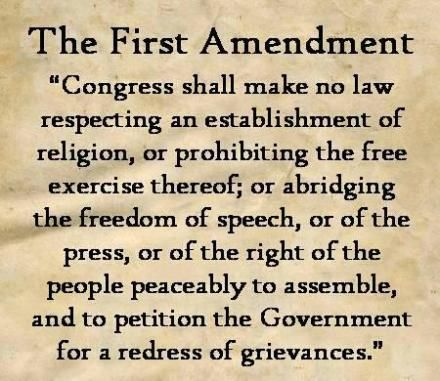 The First Amendment
"Congress shall make no law
respecting an establishment of
religion, or prohibiting the free
exercise thereof; or abridging
the freedom of speech, or of the
press, or of the right of the
people peaceably to assemble,
and to petition the Government
for a redress of grievances."